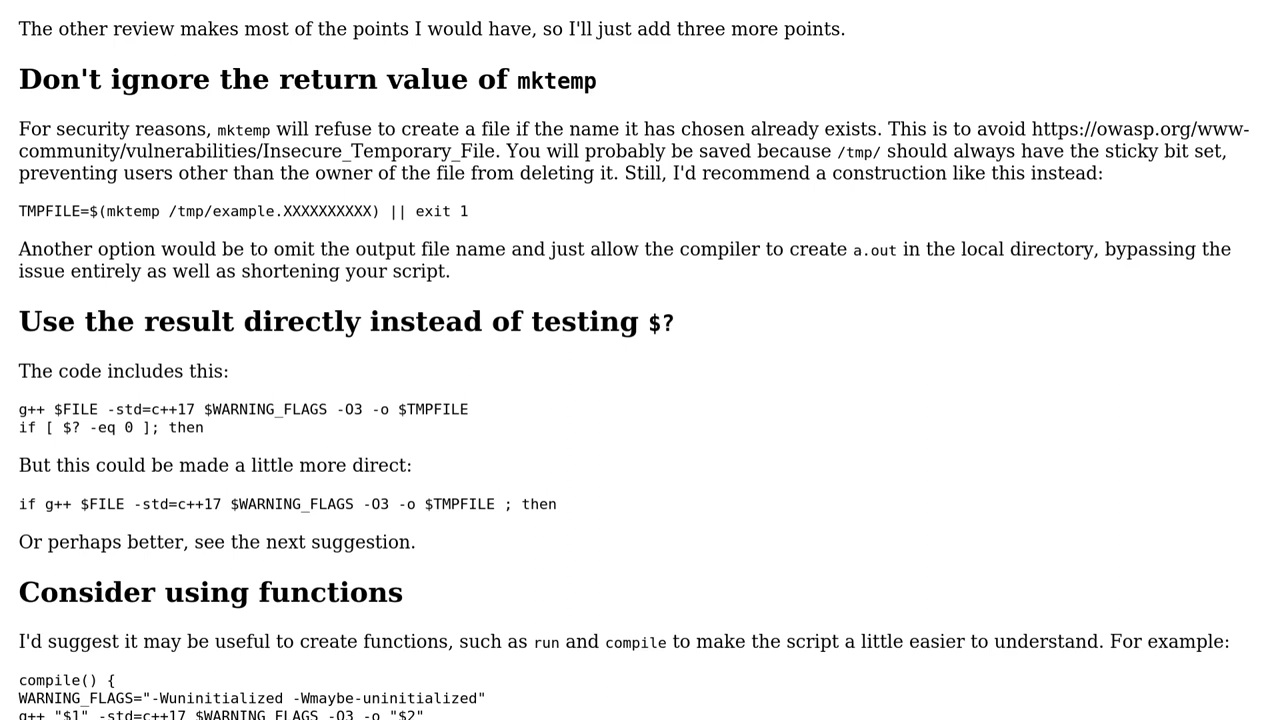 The other review makes most of the points I would have, so I'll just add three more points.
Don't ignore the return value of mktemp
For security reasons, mktemp will refuse to create a file if the name it has chosen already exists. This is to avoid https://owasp.org/www-
community/vulnerabilities/Insecure_Temporary_File. You will probably be saved because /tmp/ should always have the sticky bit set,
preventing users other than the owner of the file from deleting it. Still, I'd recommend a construction like this instead:
TMPFILE=$(mktemp /tmp/example.XXXXXXXXXX) || exit 1
Another option would be to omit the output file name and just allow the compiler to create a.out in the local directory, bypassing the
issue entirely as well as shortening your script.
Use the result directly instead of testing $?
The code includes this:
g++ $FILE -std=c++17 $WARNING_FLAGS -O3 -o $TMPFILE
if [ $? -eq 0 ]; then
But this could be made a little more direct:
if g++ $FILE -std=c++17 $WARNING_FLAGS -O3 -o $TMPFILE ; then
Or perhaps better, see the next suggestion.
Consider using functions
I'd suggest it may be useful to create functions, such as run and compile to make the script a little easier to understand. For example:
compile() {
WARNING_FLAGS="-Wuninitialized -Wmaybe-uninitialized"
g++ "$1" -std=c++17 $WARNING_FLAGS -O3 -o "$2"